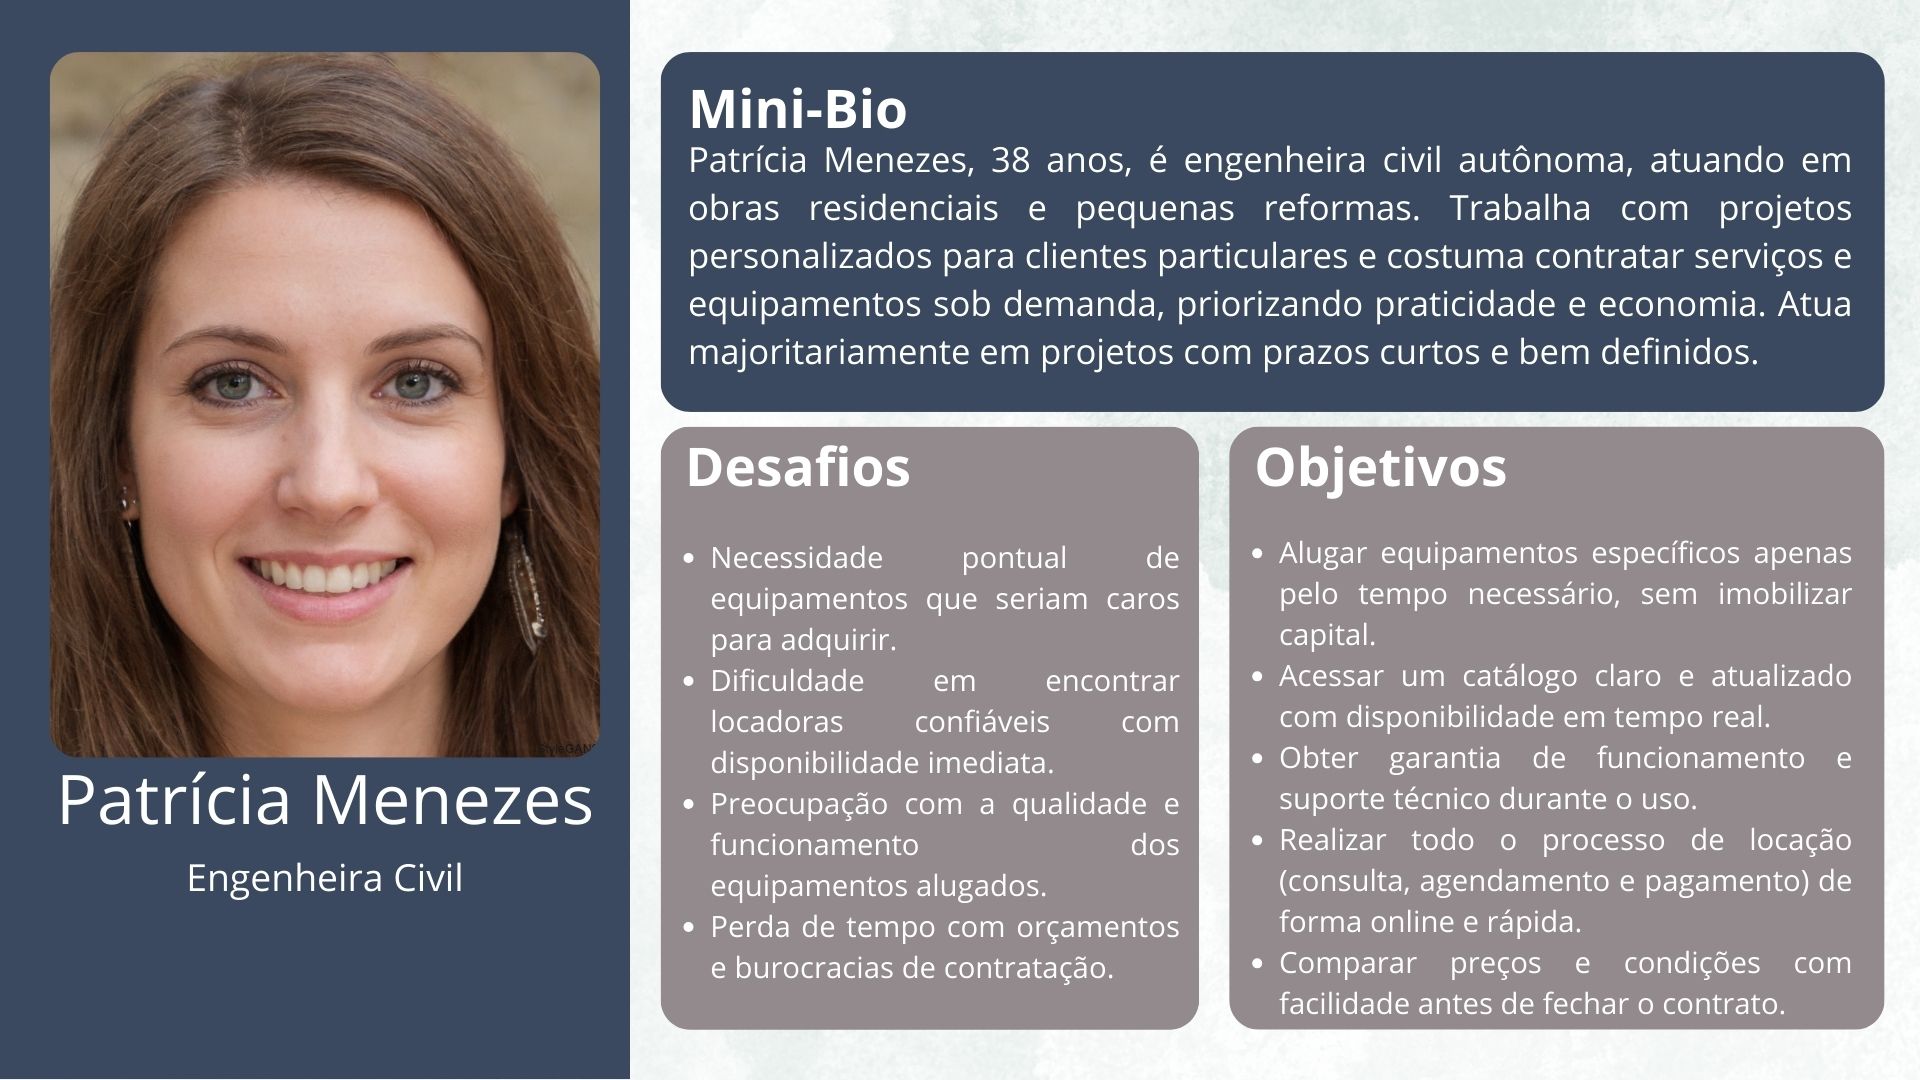 Mini-Bio
Patrícia Menezes, 38 anos, é engenheira civil autônoma, atuando em
obras residenciais e pequenas reformas. Trabalha com projetos
personalizados para clientes particulares e costuma contratar serviços e
equipamentos sob demanda, priorizando praticidade e economia. Atua
majoritariamente em projetos com prazos curtos e bem definidos.
Desafios
• Necessidade pontual de
equipamentos que seriam caros
para adquirir.
• Dificuldade em encontrar
locadoras confiáveis com
disponibilidade imediata.
• Preocupação com a qualidade e
funcionamento dos
equipamentos alugados.
• Perda de tempo com orçamentos
e burocracias de contratação.
Objetivos
• Alugar equipamentos específicos apenas
pelo tempo necessário, sem imobilizar
capital.
• Acessar um catálogo claro e atualizado
com disponibilidade em tempo real.
• Obter garantia de funcionamento e
suporte técnico durante o uso.
• Realizar todo o processo de locação
(consulta, agendamento e pagamento) de
forma online e rápida.
• Comparar preços e condições com
facilidade antes de fechar o contrato.
Patrícia Menezes
Engenheira Civil